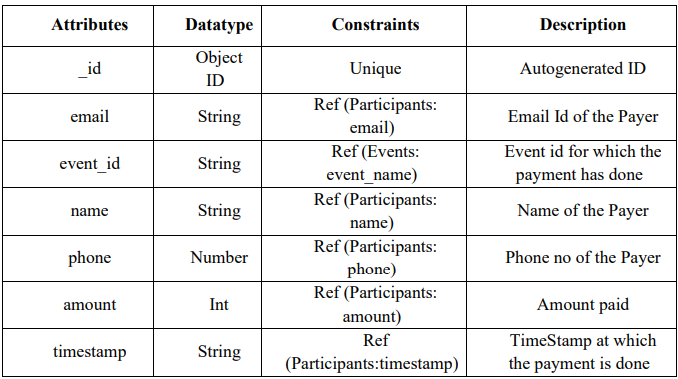 Attributes Datatype Constraints Description
_id Object ID Unique Autogenerated ID
email String Ref (Participants: email) Email Id of the Payer
event_id String Ref (Events: event_name) Event id for which the payment has done
name String Ref (Participants: name) Name of the Payer
phone Number Ref (Participants: phone) Phone no of the Payer
amount Int Ref (Participants: amount) Amount paid
timestamp String Ref (Participants:timestamp) TimeStamp at which the payment is done